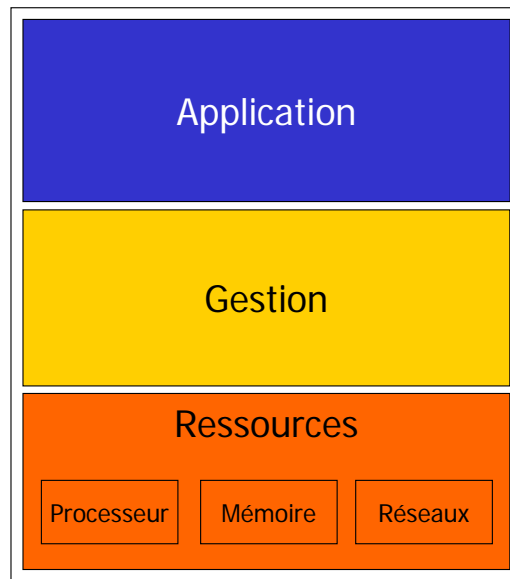 Application
Gestion
Ressources
Processeur Mémoire Réseaux